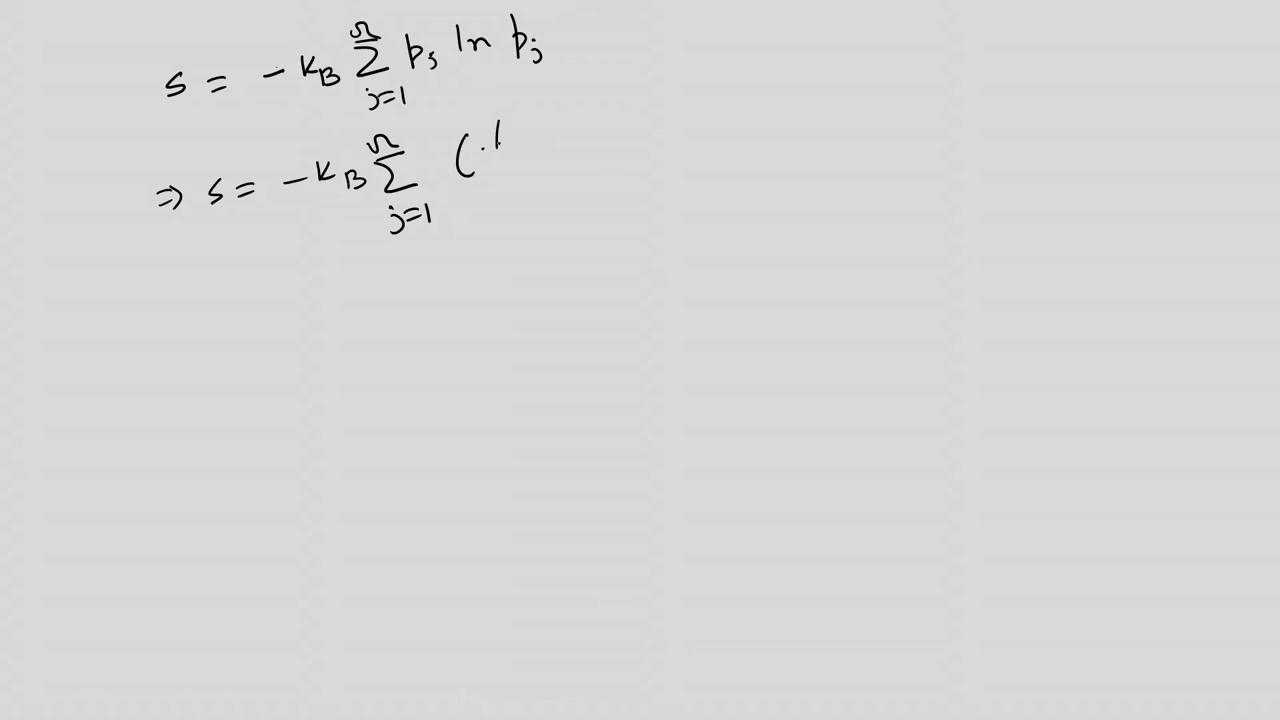 S = - K_B Σ_{j=1}^{Ω} p_j ln p_j
⇒ S = - K_B Σ_{j=1}^{Ω} (